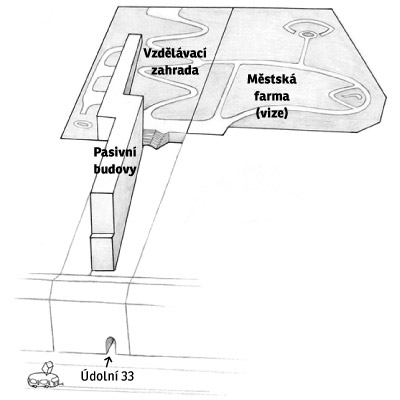 Vzdělávací
zahrada
Městská
farma
(vize)
Pasivní
budovy
Údolní 33